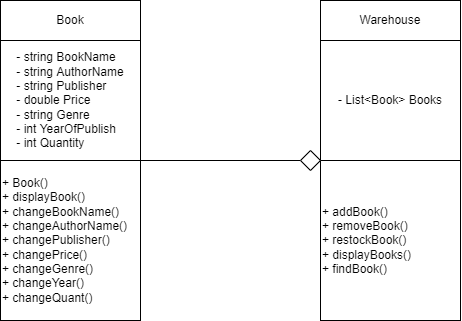 Book
- string BookName
- string AuthorName
- string Publisher
- double Price
- string Genre
- int YearOfPublish
- int Quantity
+ Book()
+ displayBook()
+ changeBookName()
+ changeAuthorName()
+ changePublisher()
+ changePrice()
+ changeGenre()
+ changeYear()
+ changeQuant()
Warehouse
- List<Book> Books
+ addBook()
+ removeBook()
+ restockBook()
+ displayBooks()
+ findBook()